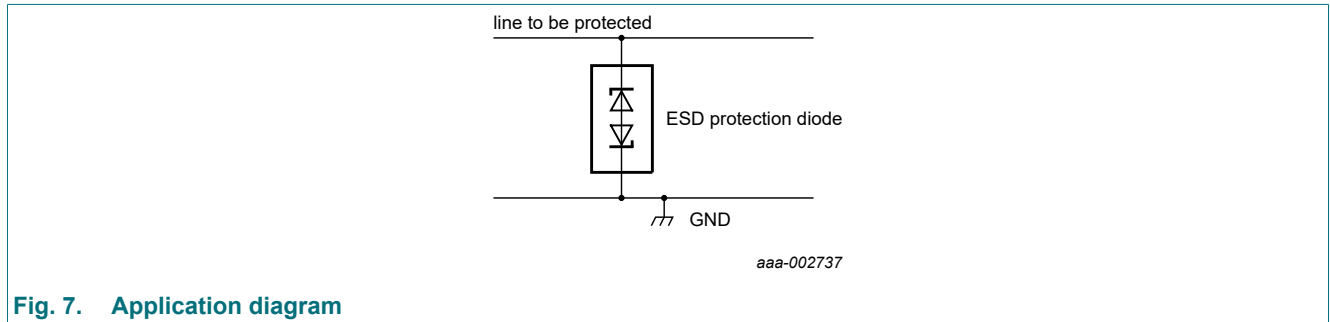 line to be protected
ESD protection diode
GND
aaa-002737
Fig. 7. Application diagram